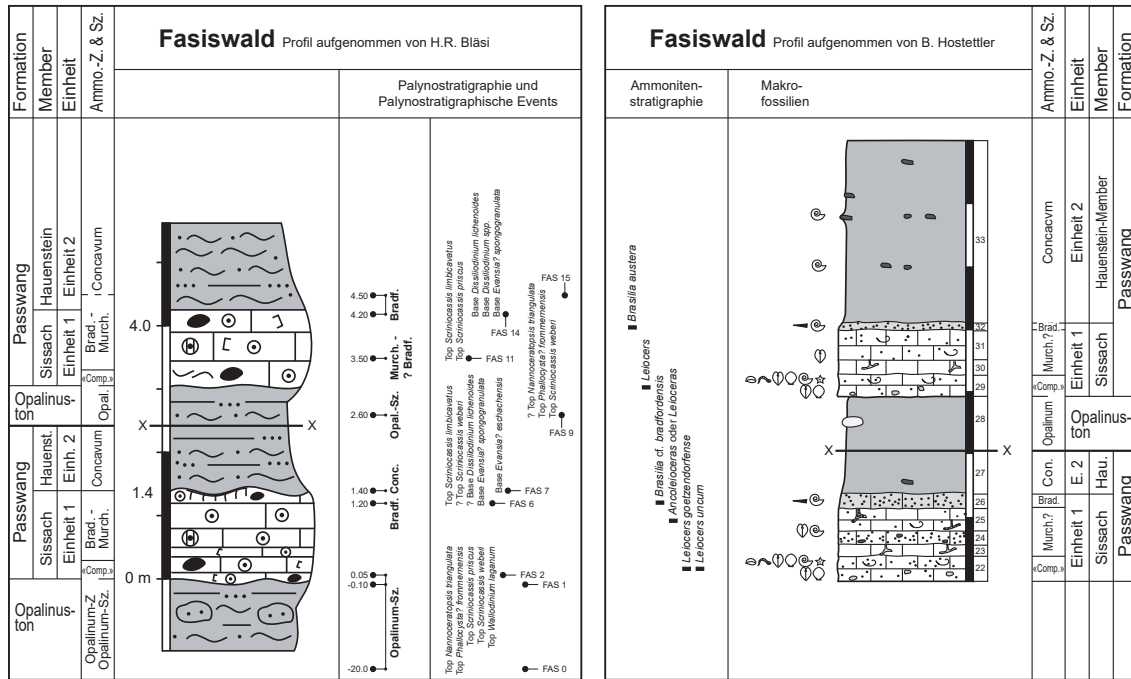 Formation
Member
Einheit
Ammo.-Z. & Sz.
Fasiswald Profil aufgenommen von H.R. Bläsi
Palynostratigraphie und
Palynostratigraphische Events
Passwang
Hauenstein
Einheit 2
Concavum
Sissach
Einheit 1
Brad. -
Murch.
«Comp.»
Opalinus-
ton
Opal.
Passwang
Hauenst.
Einh. 2
Concavum
Sissach
Einheit 1
Brad.-
Murch.
«Comp.»
Opalinus-
ton
Opalinum-Z
Opalinum-Sz.
4.0
X
X
1.4
0 m
4.50
4.20
Bradf.
3.50
Murch. -
? Bradf.
2.60
Opal.-Sz.
1.40
Conc.
1.20
Bradf.
0.05
-0.10
Opalinum-Sz.
-20.0
Top Scriniocassis limbicavatus
Top Scriniocassis priscus
Base Dissiliodinium lichenoides
Base Dissiliodinium spp.
Base Evansia? spongogranulata
FAS 15
FAS 14
FAS 11
? Top Nannoceratopsis triangulata
Top Phallocysta? frommernensis
Top Scriniocassis weberi
FAS 9
Top Scriniocassis limbicavatus
? Top Scriniocassis weberi
? Base Dissiliodinium lichenoides
Base Evansia? spongogranulata
Base Evansia? eschachensis
FAS 7
FAS 6
Top Nannoceratopsis triangulata
Top Phallocysta? frommernensis
Top Scriniocassis priscus
Top Scriniocassis weberi
Top Wallodinium laganum
FAS 2
FAS 1
FAS 0
Fasiswald Profil aufgenommen von B. Hostettler
Ammoniten-
stratigraphie
Makro-
fossilien
Ammo.-Z. & Sz.
Einheit
Member
Formation
Brasilia austera
Leiocers
Brasilia cf. bradfordensis
Ancolioceras oder Leioceras
Leiocers goetzendorfense
Leiocers uncum
33
32
31
30
29
28
X
X
27
26
25
24
23
22
Concacvm
Einheit 2
Hauenstein-Member
Passwang
Brad.
Murch.?
«Comp.»
Einheit 1
Sissach
Opalinum
Opalinus-
ton
Con.
E. 2
Hau.
Brad.
Murch.?
«Comp.»
Einheit 1
Sissach
Passwang